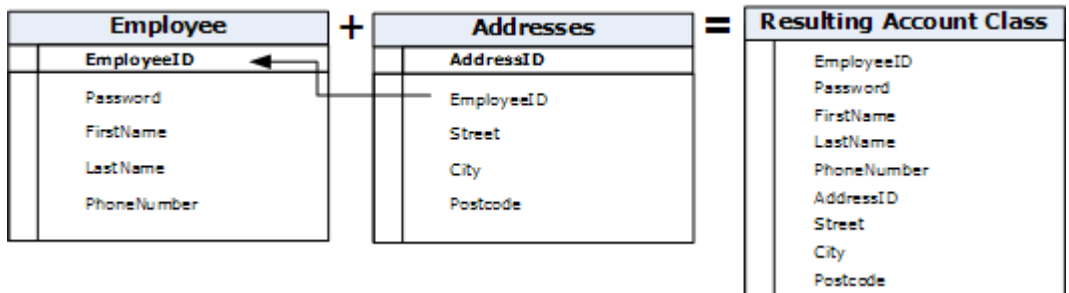 Employee
EmployeeID
Password
FirstName
LastName
PhoneNumber
+
Addresses
AddressID
EmployeeID
Street
City
Postcode
=
Resulting Account Class
EmployeeID
Password
FirstName
LastName
PhoneNumber
AddressID
Street
City
Postcode